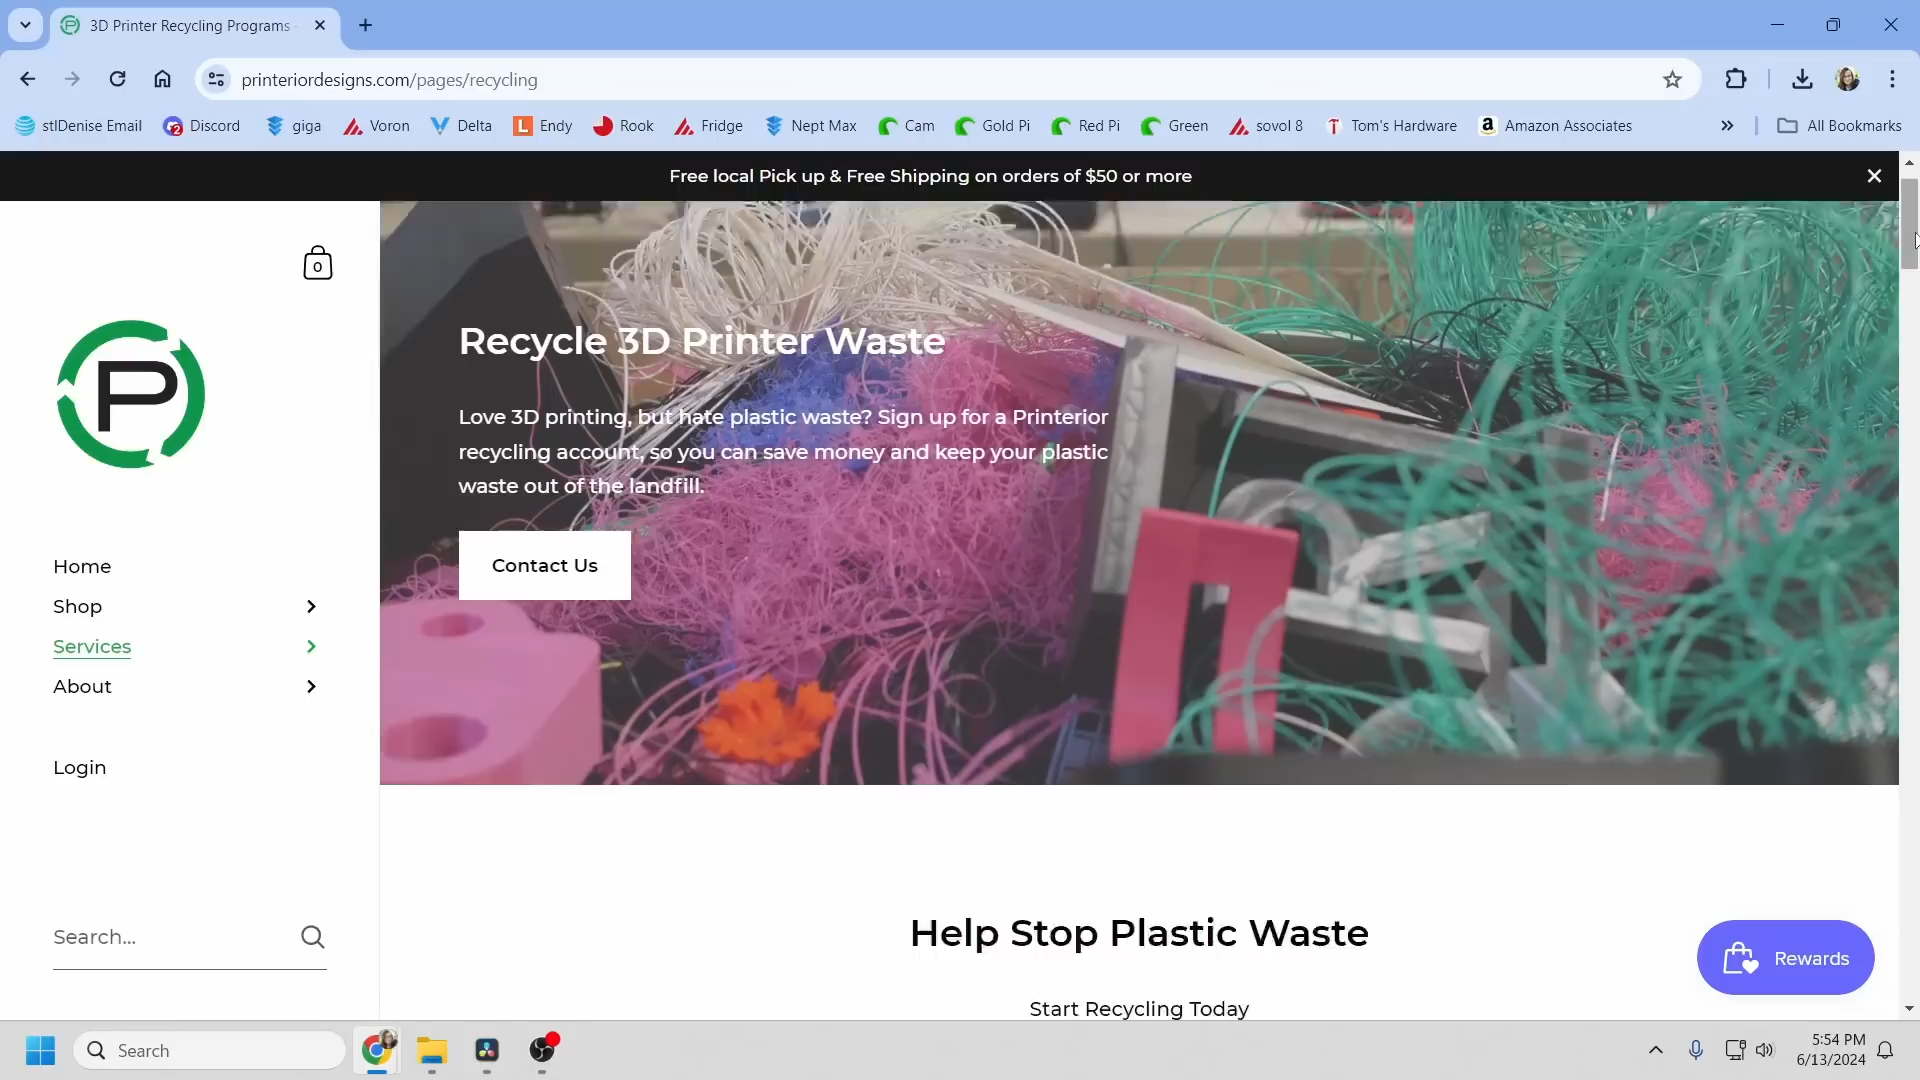 3D Printer Recycling Programs -
printeriordesigns.com/pages/recycling
stlDenise Email
Discord
giga
Voron
Delta
Endy
Rook
Fridge
Nept Max
Cam
Gold Pi
Red Pi
Green
sovol 8
Tom's Hardware
Amazon Associates
All Bookmarks
Free local Pick up & Free Shipping on orders of $50 or more
0
P
Home
Shop
Services
About
Login
Search...
Recycle 3D Printer Waste
Love 3D printing, but hate plastic waste? Sign up for a Printerior
recycling account, so you can save money and keep your plastic
waste out of the landfill.
Contact Us
Help Stop Plastic Waste
Start Recycling Today
Rewards
Search
5:54 PM
6/13/2024